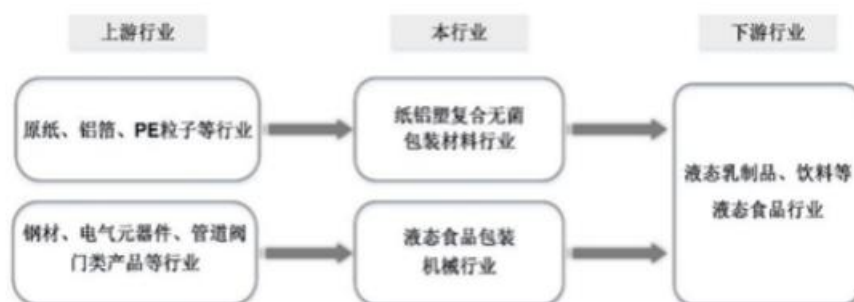 上游行业
本行业
下游行业
原纸、铝箔、PE粒子等行业
纸铝塑复合无菌
包装材料行业
钢材、电气元器件、管道阀
门类产品等行业
液态食品包装
机械行业
液态乳制品、饮料等
液态食品行业